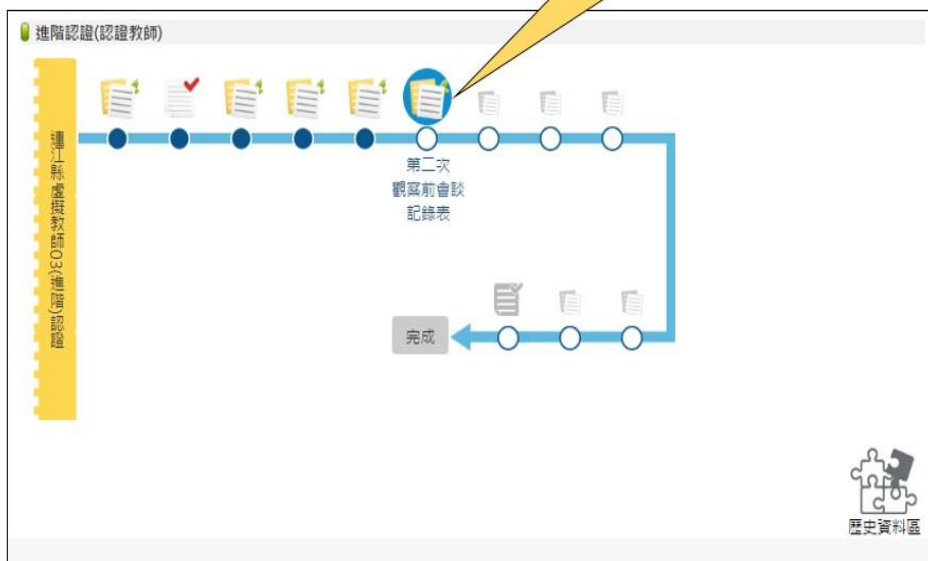 進階認證(認證教師)
連江縣虛擬教師03(進階)認證
第二次
觀察前會談
記錄表
完成
歷史資料區